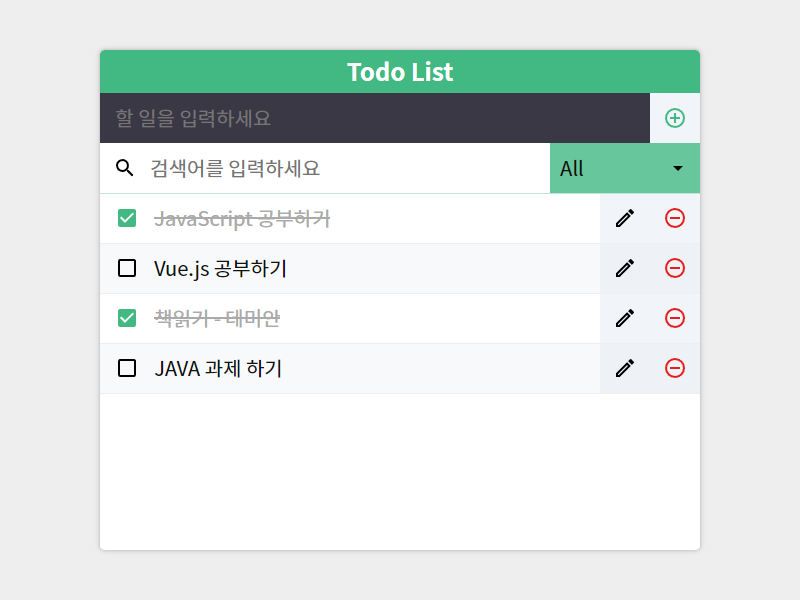 Todo List
할 일을 입력하세요
검색어를 입력하세요 All
JavaScript 공부하기
Vue.js 공부하기
책읽기 - 데미안
JAVA 과제 하기